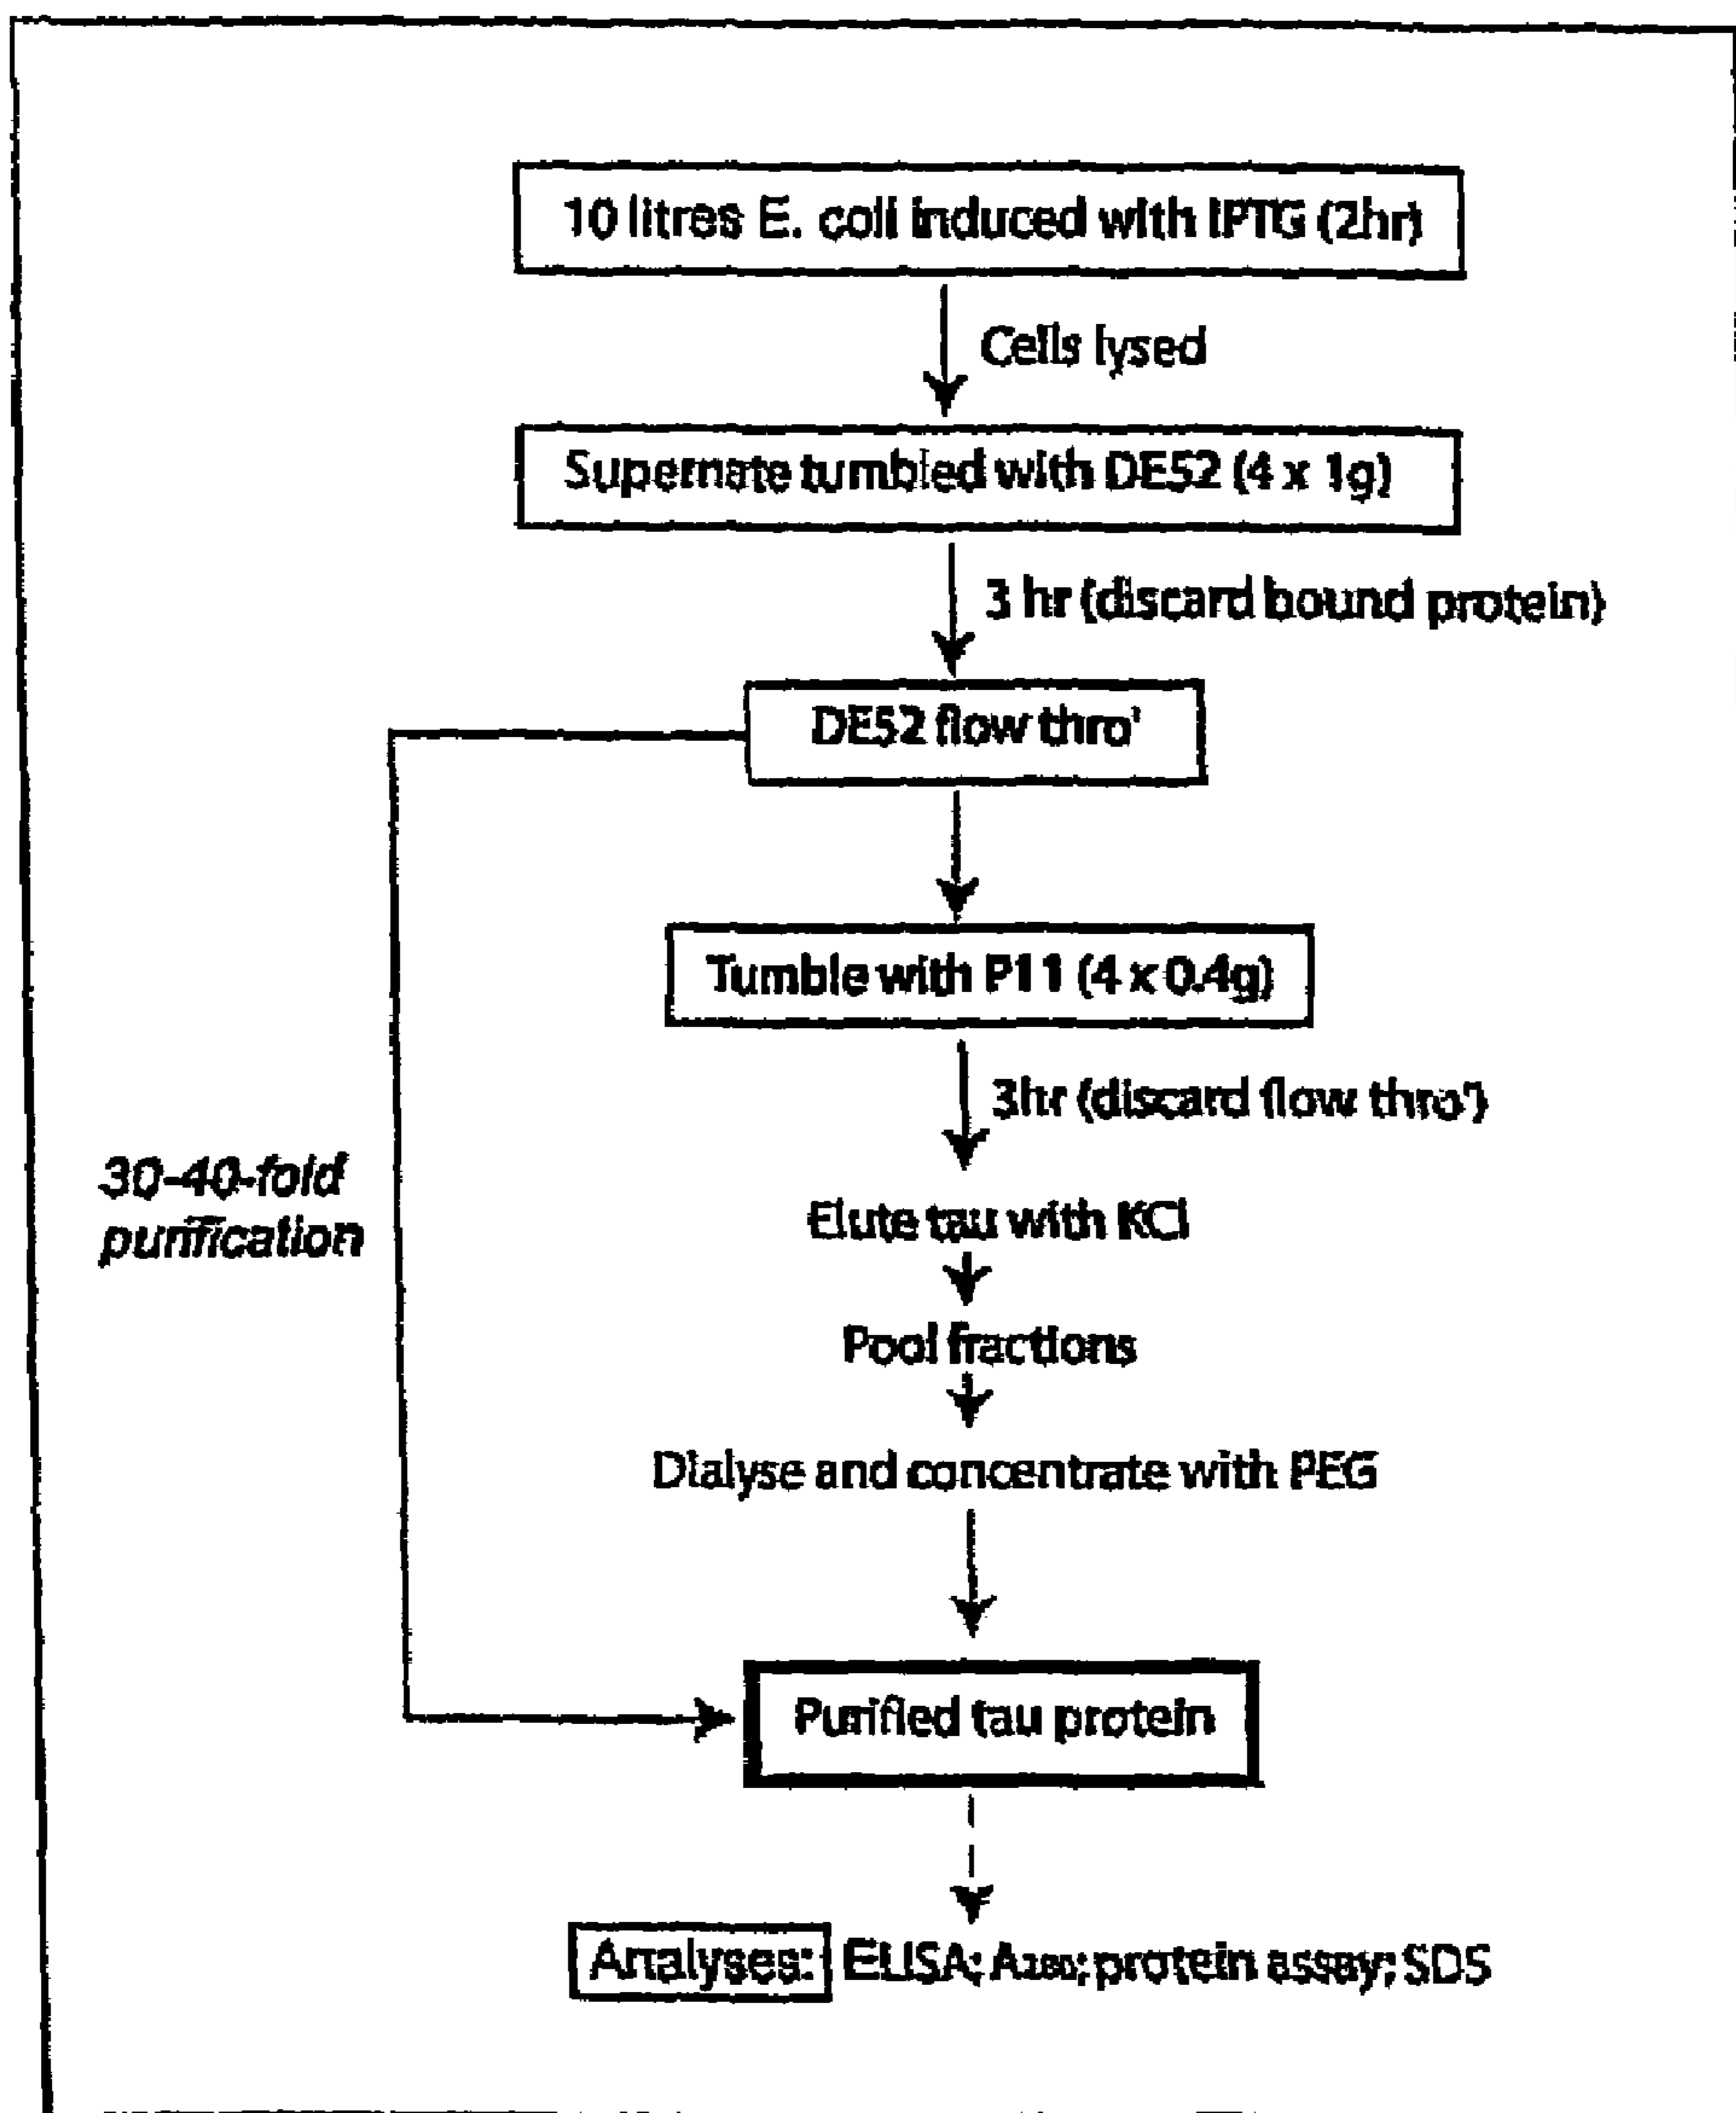 10 litres E. coli induced with IPTG (2hr)
Cells lysed
Supernate tumbled with DE52 (4 x 1g)
3 hr (discard bound protein)
DE52 flow thro'
Tumble with P11 (4 x 0.4g)
3hr (discard flow thro')
Elute tau with KCl
30-40-fold
purification
Pool fractions
Dialyse and concentrate with PEG
Purified tau protein
Analyses: ELISA; A280; protein assay; SDS